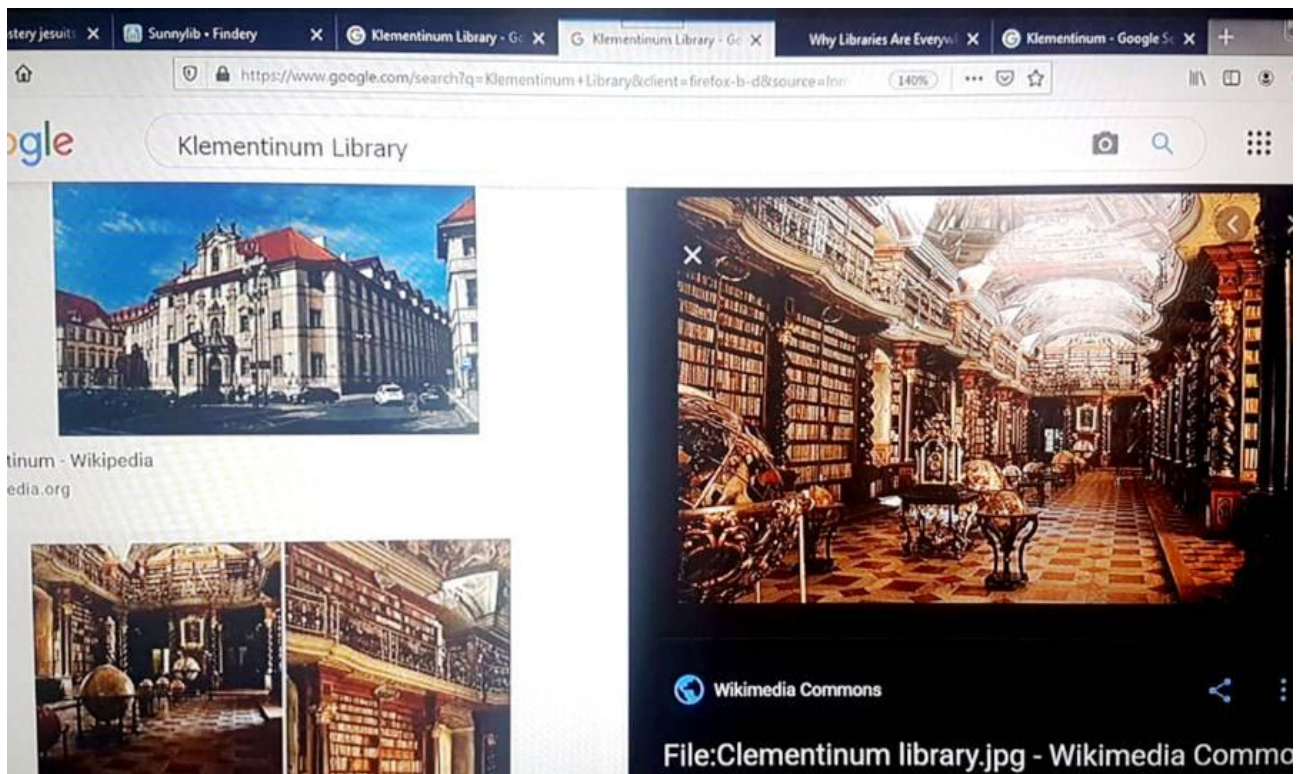 stery jesuits
Sunnylib • Findery
Klementinum Library - Go
Klementinum Library - Go
Why Libraries Are Everyw
Klementinum - Google Se
https://www.google.com/search?q=Klementinum+Library&client=firefox-b-d&source=lnm
140%
ogle
Klementinum Library
tinum - Wikipedia
edia.org
Wikimedia Commons
File:Clementinum library.jpg - Wikimedia Commo